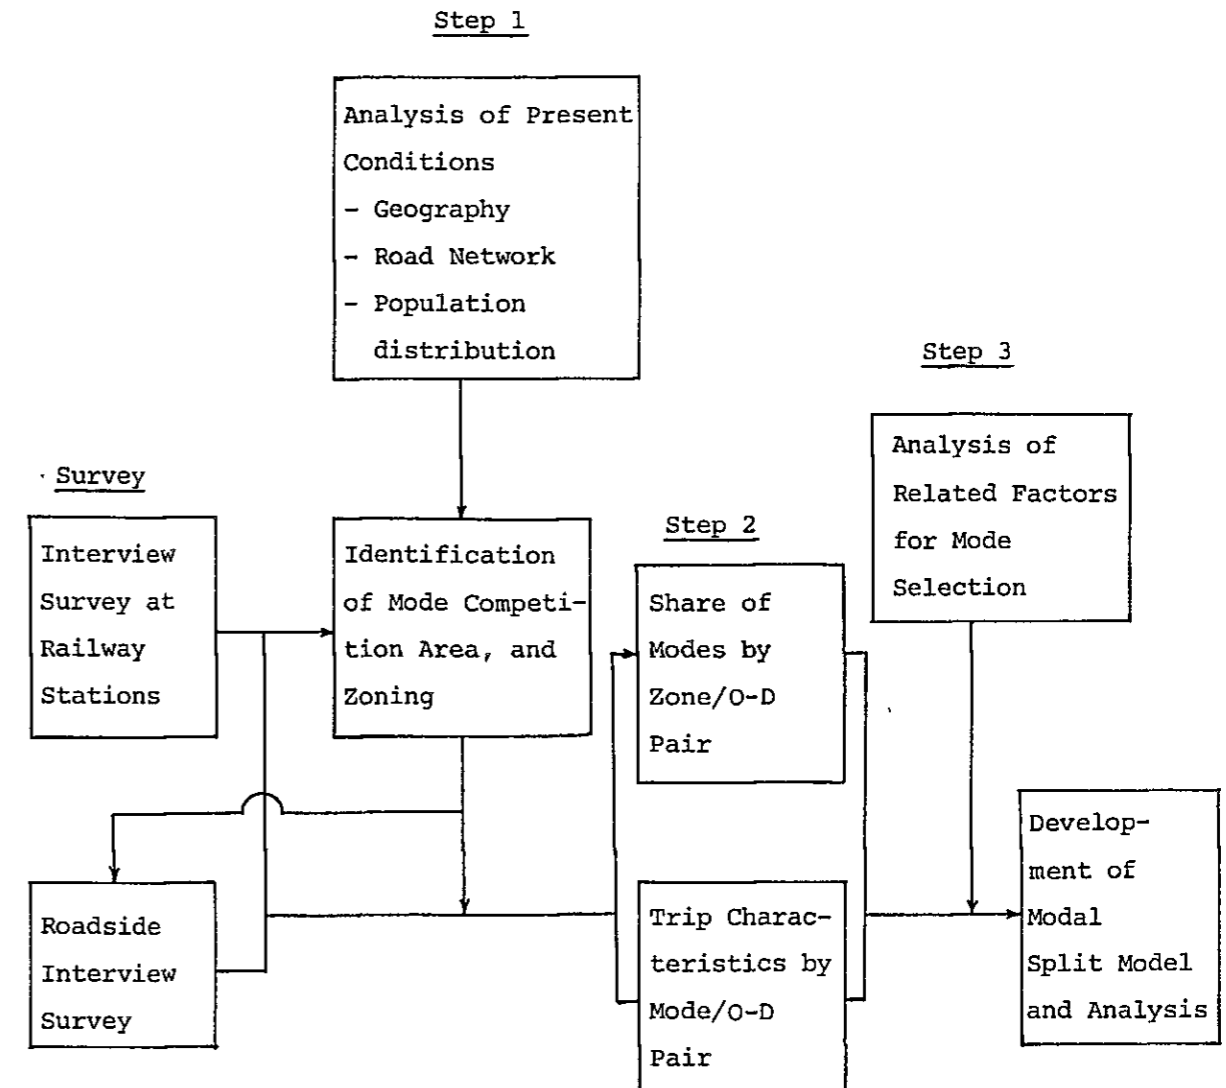 Step 1
Analysis of Present
Conditions
- Geography
- Road Network
- Population
distribution
Survey
Interview
Survey at
Railway
Stations
Identification
of Mode Competi-
tion Area, and
Zoning
Roadside
Interview
Survey
Step 2
Share of
Modes by
Zone/O-D
Pair
Trip Charac-
teristics by
Mode/O-D
Pair
Step 3
Analysis of
Related Factors
for Mode
Selection
Develop-
ment of
Modal
Split Model
and Analysis